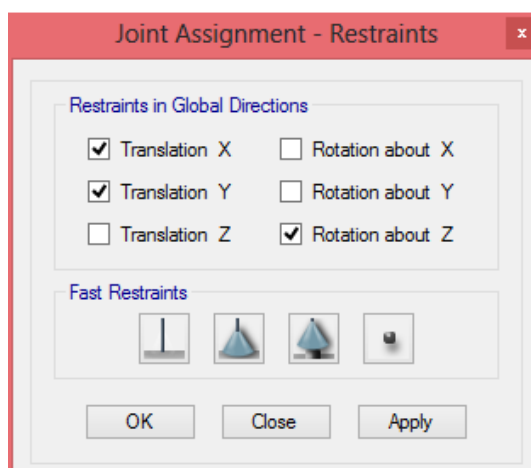 Joint Assignment - Restraints
x
Restraints in Global Directions
Translation X
Rotation about X
Translation Y
Rotation about Y
Translation Z
Rotation about Z
Fast Restraints
OK
Close
Apply